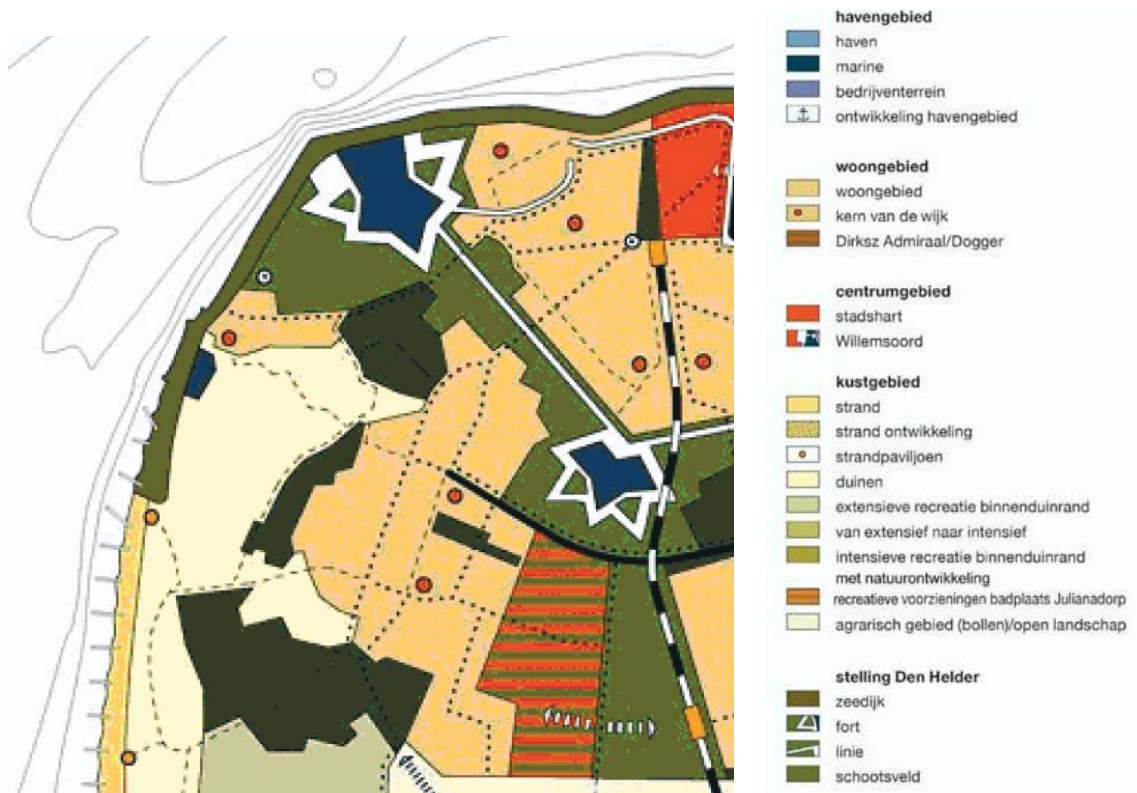 havengebied
haven
marine
bedrijventerrein
ontwikkeling havengebied
woongebied
woongebied
kern van de wijk
Dirksz Admiraal/Dogger
centrumgebied
stadshart
Willemsoord
kustgebied
strand
strand ontwikkeling
strandpaviljoen
duinen
extensieve recreatie binnenduinrand
van extensief naar intensief
intensieve recreatie binnenduinrand
met natuurontwikkeling
recreatieve voorzieningen badplaats Julianadorp
agrarisch gebied (bollen)/open landschap
stelling Den Helder
zeedijk
fort
linie
schootsveld